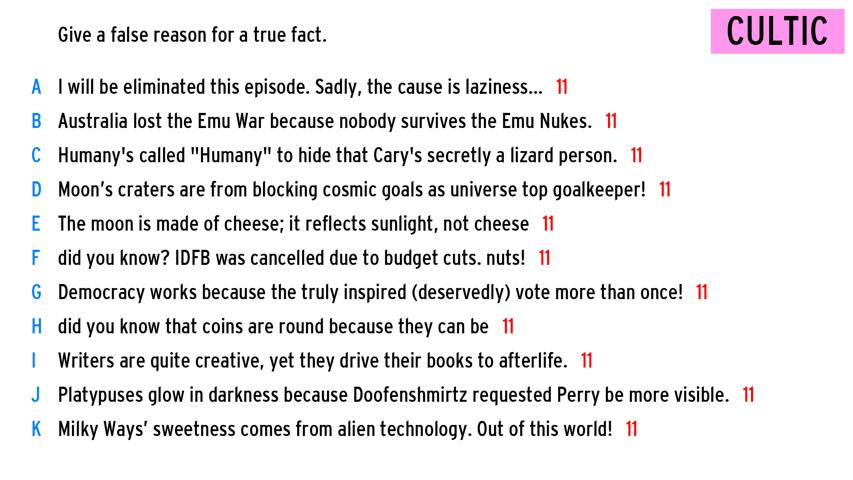 Give a false reason for a true fact.
CULTIC
A I will be eliminated this episode. Sadly, the cause is laziness... 11
B Australia lost the Emu War because nobody survives the Emu Nukes. 11
C Humany's called "Humany" to hide that Cary's secretly a lizard person. 11
D Moon’s craters are from blocking cosmic goals as universe top goalkeeper! 11
E The moon is made of cheese; it reflects sunlight, not cheese 11
F did you know? IDFB was cancelled due to budget cuts. nuts! 11
G Democracy works because the truly inspired (deservedly) vote more than once! 11
H did you know that coins are round because they can be 11
I Writers are quite creative, yet they drive their books to afterlife. 11
J Platypuses glow in darkness because Doofenshmirtz requested Perry be more visible. 11
K Milky Ways’ sweetness comes from alien technology. Out of this world! 11